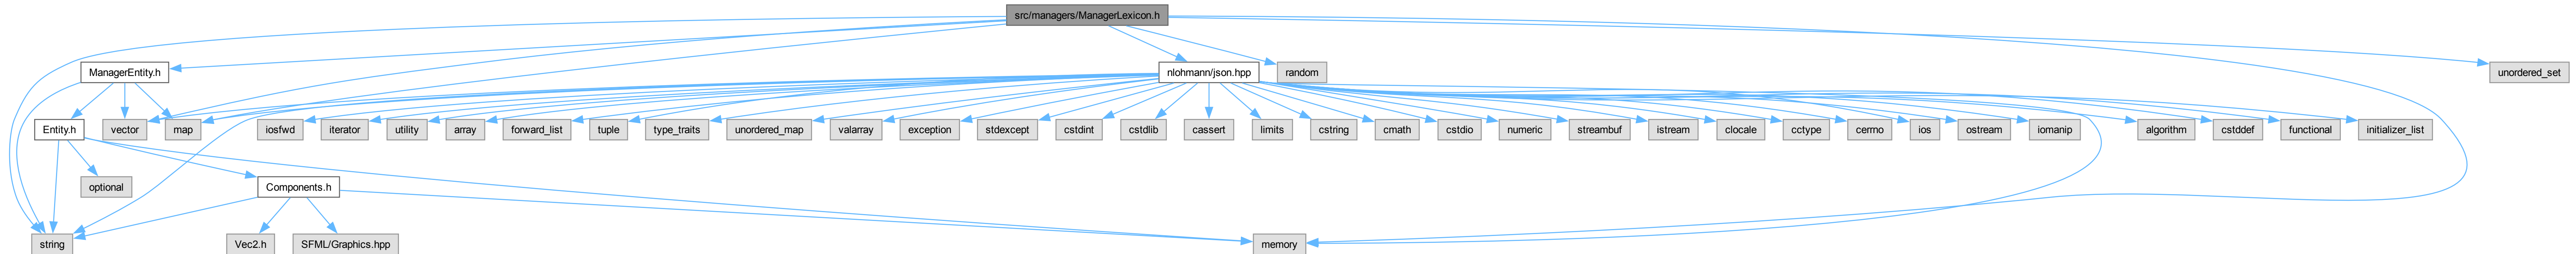 src/managers/ManagerLexicon.h
ManagerEntity.h
nlohmann/json.hpp
random
unordered_set
Entity.h
vector
map
iosfwd
iterator
utility
array
forward_list
tuple
type_traits
unordered_map
valarray
exception
stdexcept
cstdint
cstdlib
cassert
limits
cstring
cmath
cstdio
numeric
streambuf
istream
clocale
cctype
cerrno
ios
ostream
iomanip
algorithm
cstddef
functional
initializer_list
optional
Components.h
string
Vec2.h
SFML/Graphics.hpp
memory